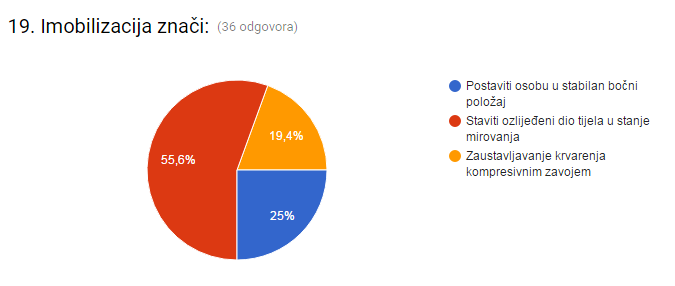 19. Imobilizacija znači: (36 odgovora)
19,4%
55,6%
25%
Postaviti osobu u stabilan bočni
položaj
Staviti ozlijeđeni dio tijela u stanje
mirovanja
Zaustavljavanje krvarenja
kompresivnim zavojem